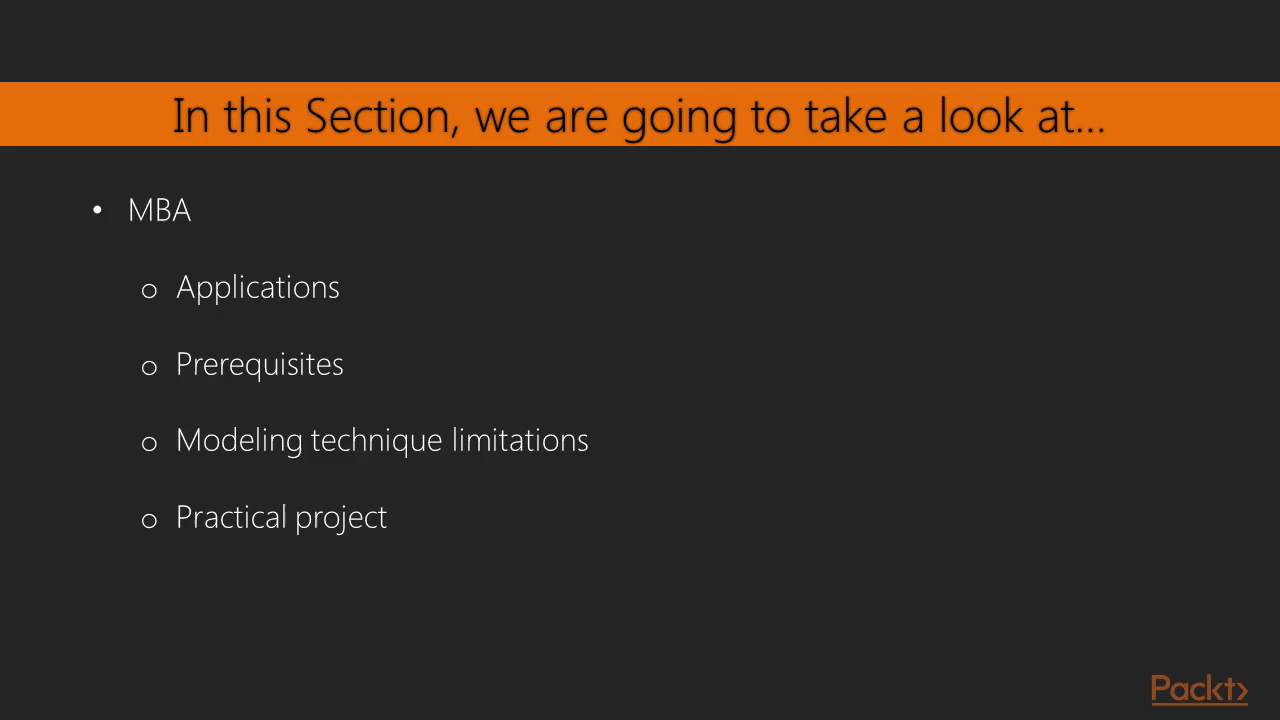 In this Section, we are going to take a look at...
• MBA
o Applications
o Prerequisites
o Modeling technique limitations
o Practical project
Packt>